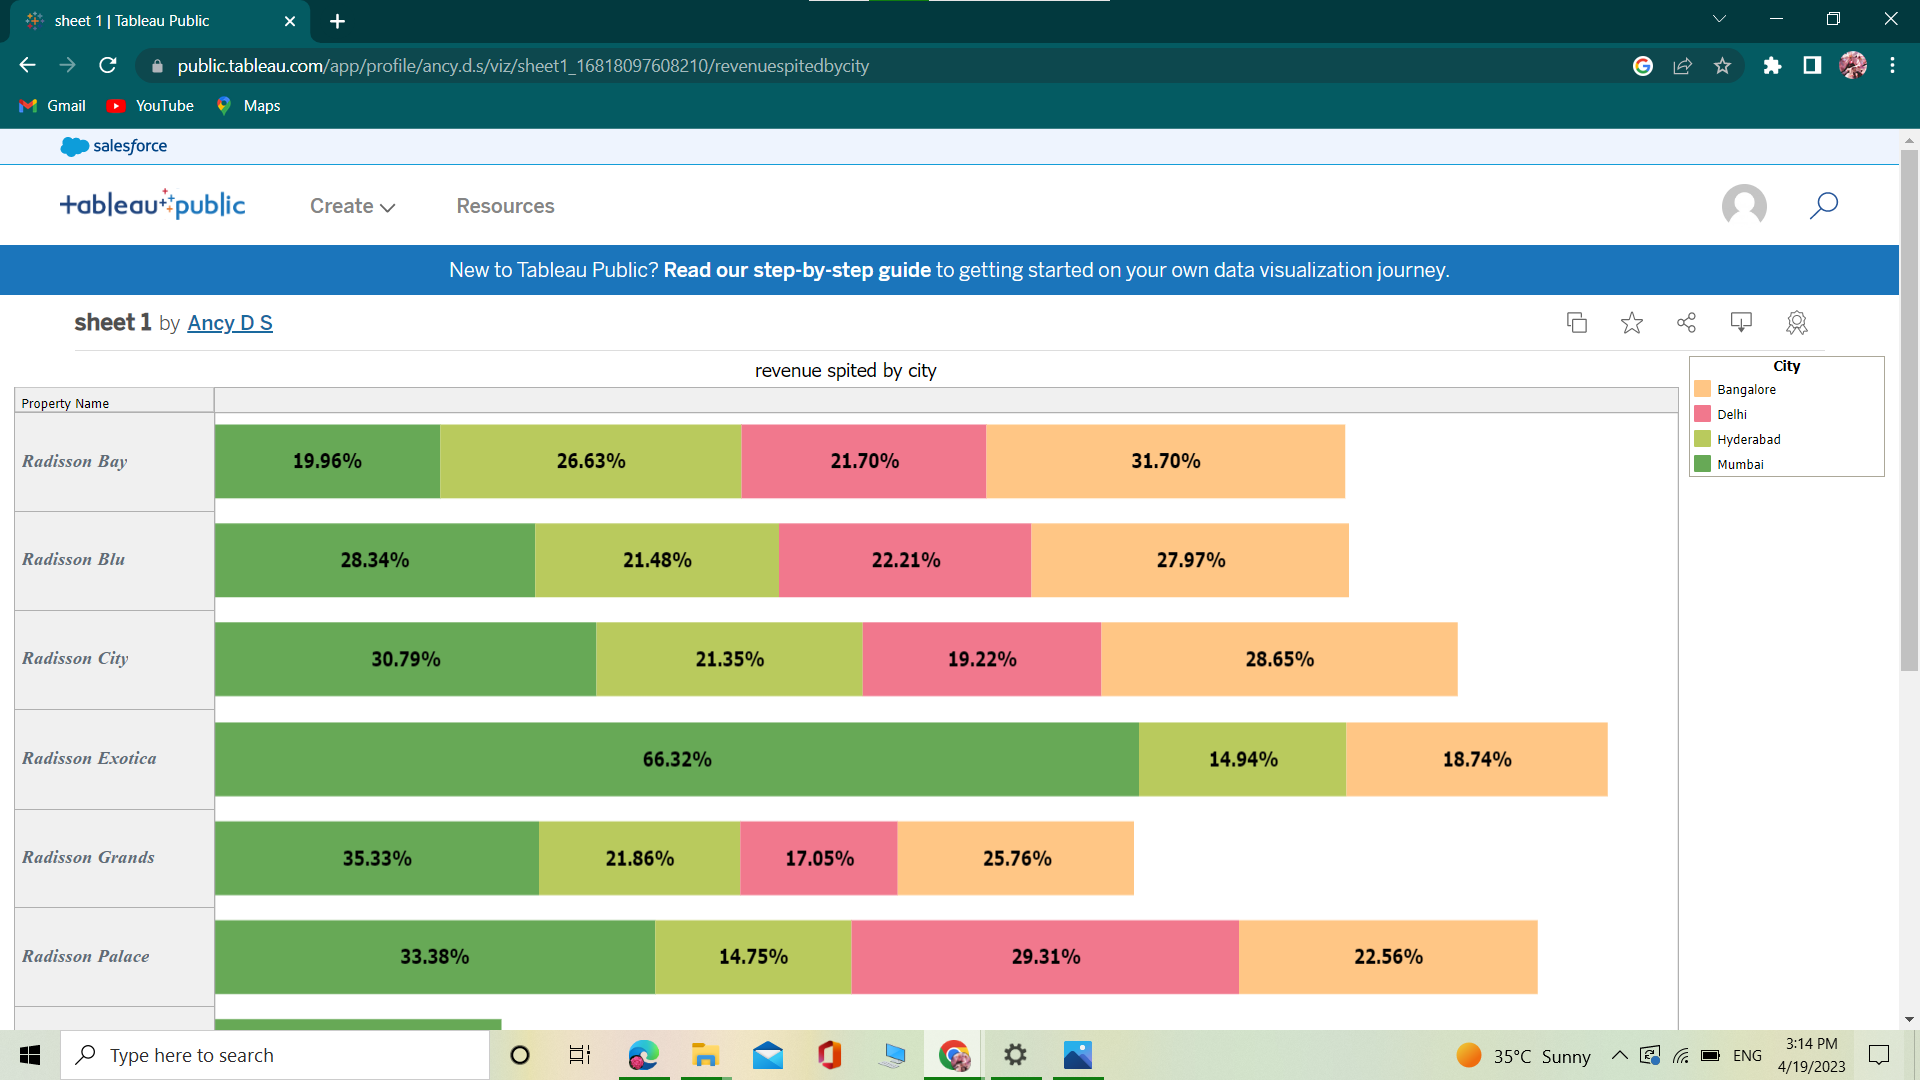 sheet 1 | Tableau Public
public.tableau.com/app/profile/ancy.d.s/viz/sheet1_16818097608210/revenuespitedbycity
Gmail YouTube Maps
salesforce
tableau public Create Resources
New to Tableau Public? Read our step-by-step guide to getting started on your own data visualization journey.
sheet 1 by Ancy D S
revenue spited by city
City
Bangalore
Delhi
Hyderabad
Mumbai
Property Name
Radisson Bay 19.96% 26.63% 21.70% 31.70%
Radisson Blu 28.34% 21.48% 22.21% 27.97%
Radisson City 30.79% 21.35% 19.22% 28.65%
Radisson Exotica 66.32% 14.94% 18.74%
Radisson Grands 35.33% 21.86% 17.05% 25.76%
Radisson Palace 33.38% 14.75% 29.31% 22.56%
Type here to search
35°C Sunny
ENG
3:14 PM
4/19/2023